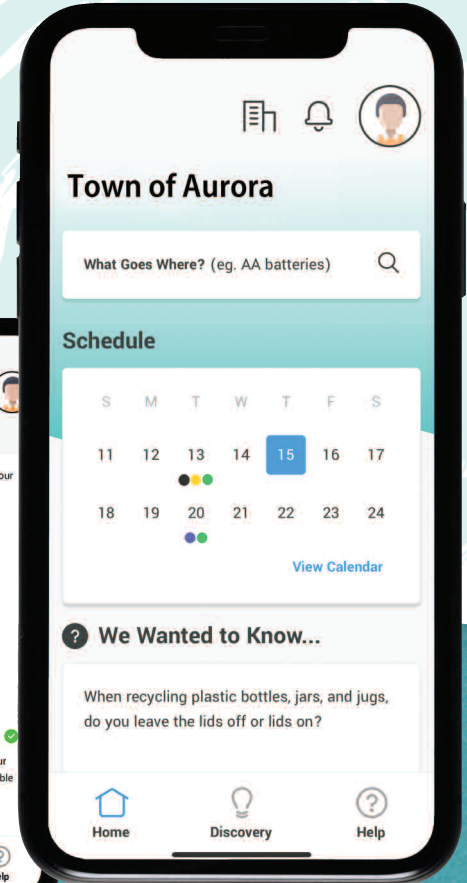 Town of Aurora
What Goes Where? (eg. AA batteries)
Schedule
S M T W T F S
11 12 13 14 15 16 17
18 19 20 21 22 23 24
View Calendar
? We Wanted to Know...
When recycling plastic bottles, jars, and jugs,
do you leave the lids off or lids on?
Home Discovery Help
?